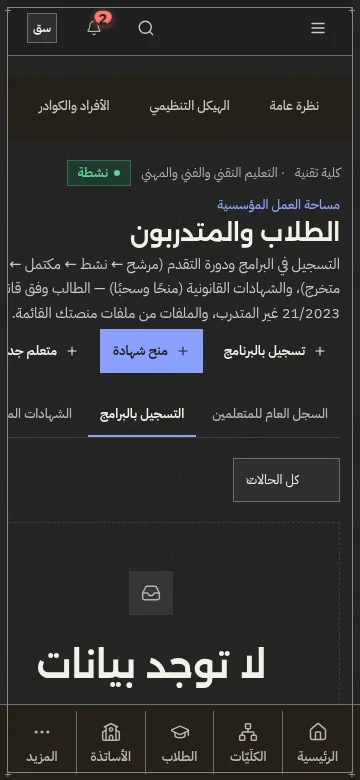 سق
2
نظرة عامة
الهيكل التنظيمي
الأفراد والكوادر
كلية تقنية · التعليم التقني والفني والمهني
نشطة
مساحة العمل المؤسسية
الطلاب والمتدربون
التسجيل في البرامج ودورة التقدم (مرشح ← نشط ← مكتمل ←
متخرج)، والشهادات القانونية (منحًا وسحبًا) — الطالب وفق
21/2023 غير المتدرب، والملفات من ملفات منصتك القائمة.
+ تسجيل بالبرنامج
+ منح شهادة
+ متعلم
السجل العام للمتعلمين
التسجيل بالبرامج
الشهادات
كل الحالات
لا توجد بيانات
الرئيسية
الكليّات
الطلاب
الأساتذة
المزيد